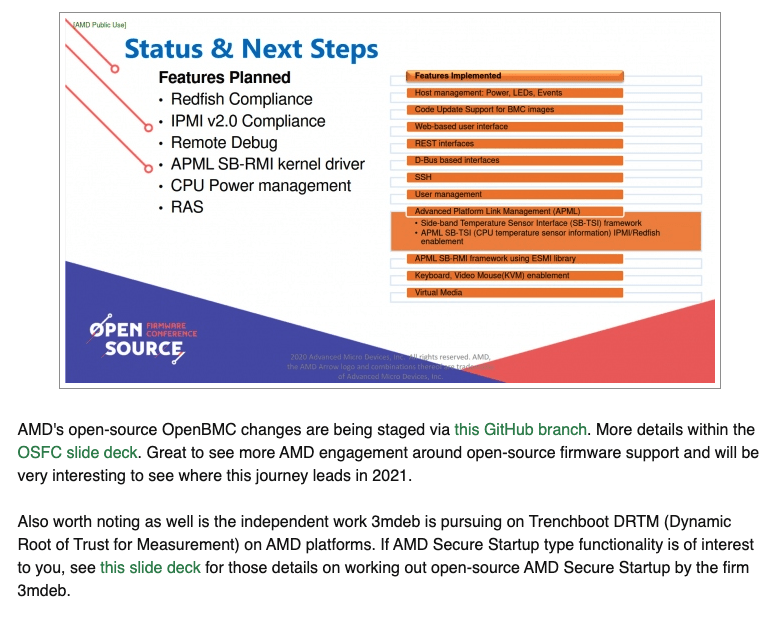 [AMD Public Use]
Status & Next Steps
Features Planned
• Redfish Compliance
• IPMI v2.0 Compliance
• Remote Debug
• APML SB-RMI kernel driver
• CPU Power management
• RAS
Features Implemented
Host management: Power, LEDs, Events
Code Update Support for BMC images
Web-based user interface
REST interfaces
D-Bus based interfaces
SSH
User management
Advanced Platform Link Management (APML)
• Side-band Temperature Sensor Interface (SB-TSI) framework
• APML SB-TSI (CPU temperature sensor information) IPMI/Redfish
enablement
APML SB-RMI framework using ESMI library
Keyboard, Video Mouse(KVM) enablement
Virtual Media
OPEN FIRMWARE
CONFERENCE
SOURCE
2020 Advanced Micro Devices, Inc. All rights reserved. AMD,
the AMD Arrow logo and combinations thereof are
of Advanced Micro Devices, Inc.
AMD's open-source OpenBMC changes are being staged via this GitHub branch. More details within the
OSFC slide deck. Great to see more AMD engagement around open-source firmware support and will be
very interesting to see where this journey leads in 2021.
Also worth noting as well is the independent work 3mdeb is pursuing on Trenchboot DRTM (Dynamic
Root of Trust for Measurement) on AMD platforms. If AMD Secure Startup type functionality is of interest
to you, see this slide deck for those details on working out open-source AMD Secure Startup by the firm
3mdeb.